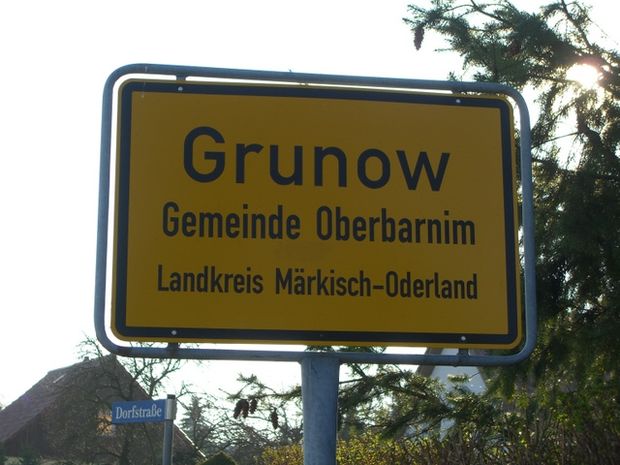 Grunow
Gemeinde Oberbarnim
Landkreis Märkisch-Oderland
Dorfstraße